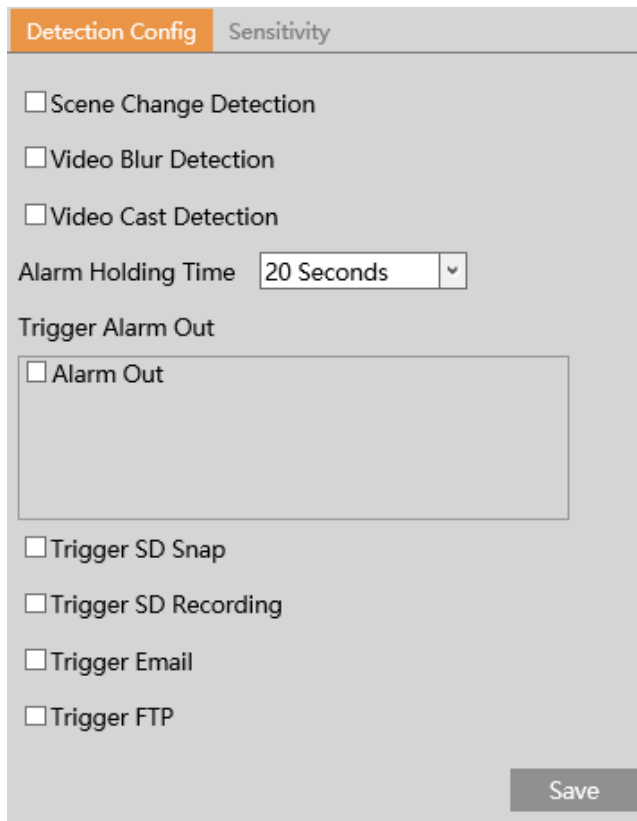 Detection Config Sensitivity
Scene Change Detection
Video Blur Detection
Video Cast Detection
Alarm Holding Time 20 Seconds
Trigger Alarm Out
Alarm Out
Trigger SD Snap
Trigger SD Recording
Trigger Email
Trigger FTP
Save